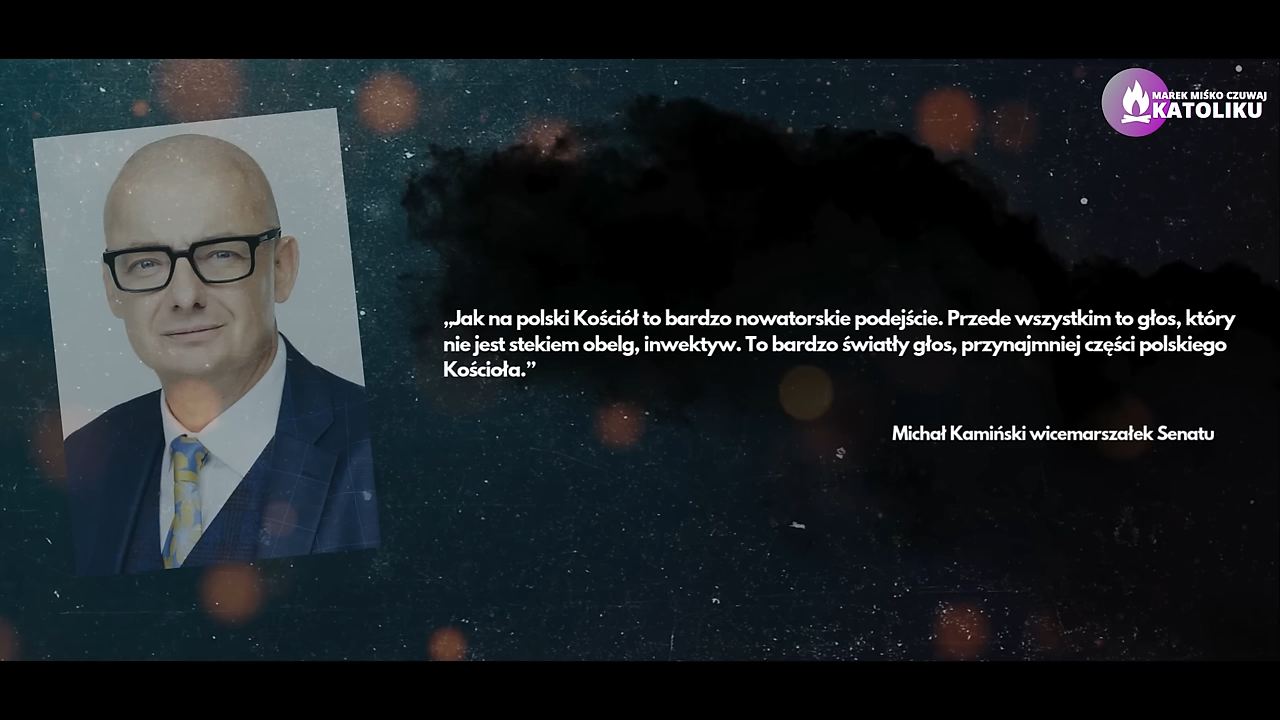 MAREK MIŚKO CZUWAJ
KATOLIKU
„Jak na polski Kościół to bardzo nowatorskie podejście. Przede wszystkim to głos, który
nie jest stekiem obelg, inwektyw. To bardzo światły głos, przynajmniej części polskiego
Kościoła.”
Michał Kamiński wicemarszałek Senatu